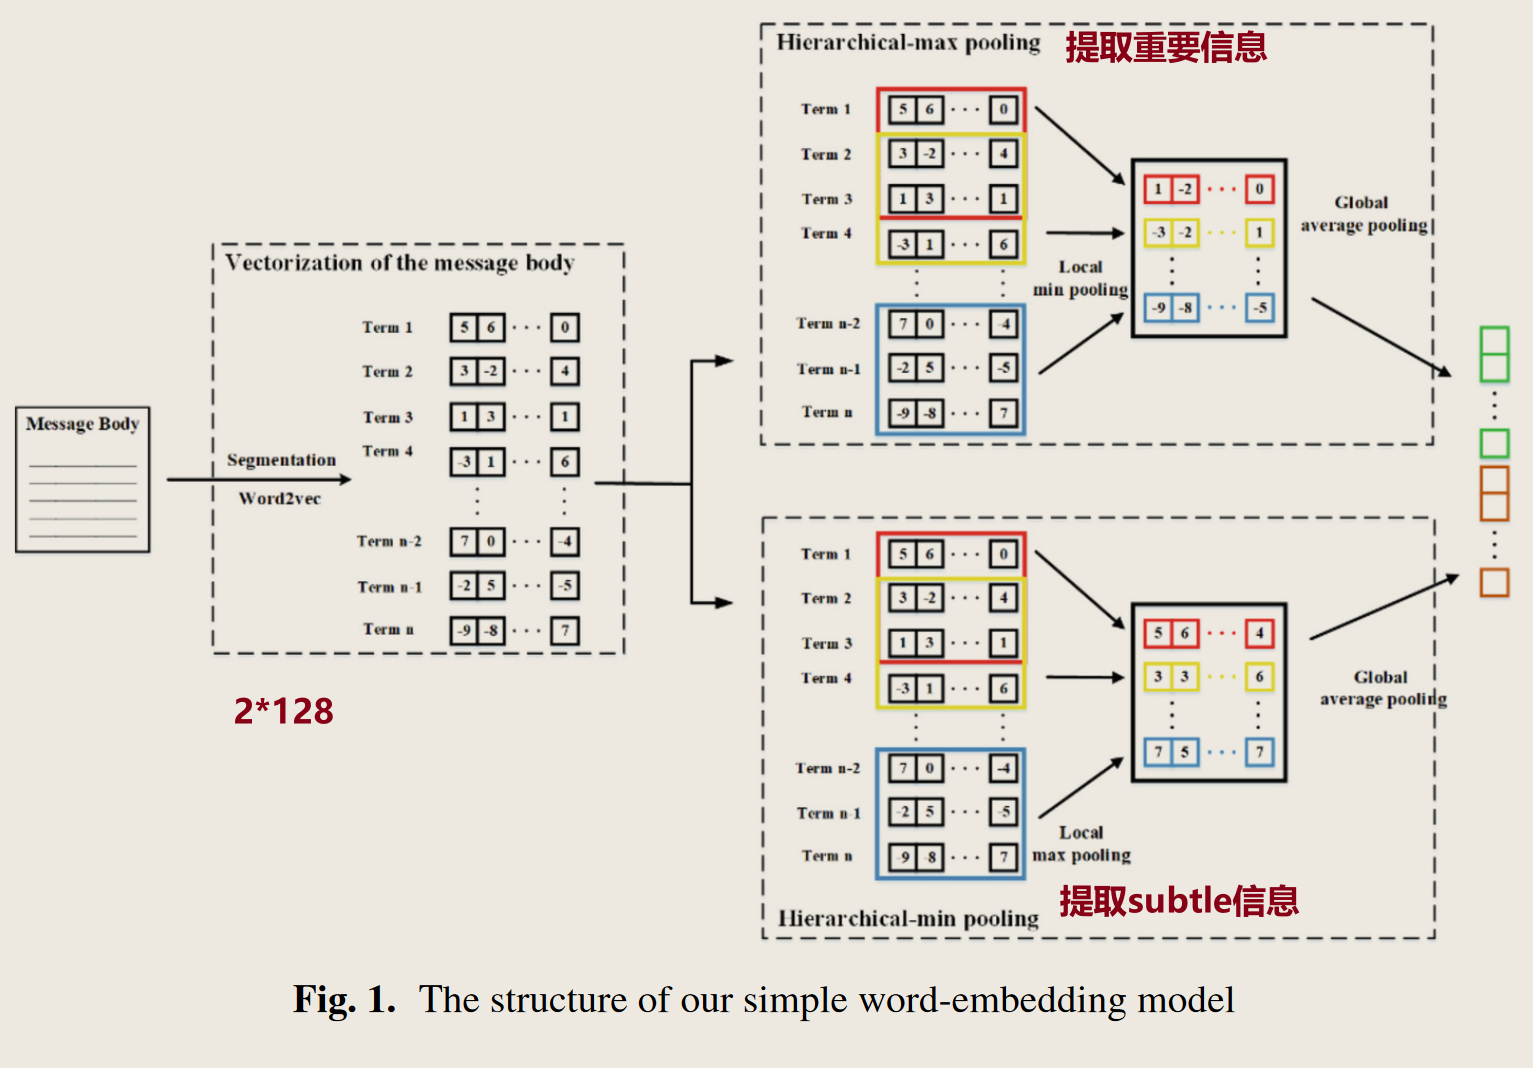 Message Body
Segmentation
Word2vec
Vectorization of the message body
Term 1 5 6 ··· 0
Term 2 3 -2 ··· 4
Term 3 1 3 ··· 1
Term 4 -3 1 ··· 6
Term n-2 7 0 ··· -4
Term n-1 -2 5 ··· -5
Term n -9 -8 ··· 7
2*128
Hierarchical-max pooling 提取重要信息
Term 1 5 6 ··· 0
Term 2 3 -2 ··· 4
Term 3 1 3 ··· 1
Term 4 -3 1 ··· 6
Term n-2 7 0 ··· -4
Term n-1 -2 5 ··· -5
Term n -9 -8 ··· 7
Local
min pooling
1 -2 ··· 0
-3 -2 ··· 1
-9 -8 ··· -5
Global
average pooling
Term 1 5 6 ··· 0
Term 2 3 -2 ··· 4
Term 3 1 3 ··· 1
Term 4 -3 1 ··· 6
Term n-2 7 0 ··· -4
Term n-1 -2 5 ··· -5
Term n -9 -8 ··· 7
Local
max pooling
5 6 ··· 4
3 3 ··· 6
7 5 ··· 7
Global
average pooling
提取subtle信息
Hierarchical-min pooling
Fig. 1. The structure of our simple word-embedding model